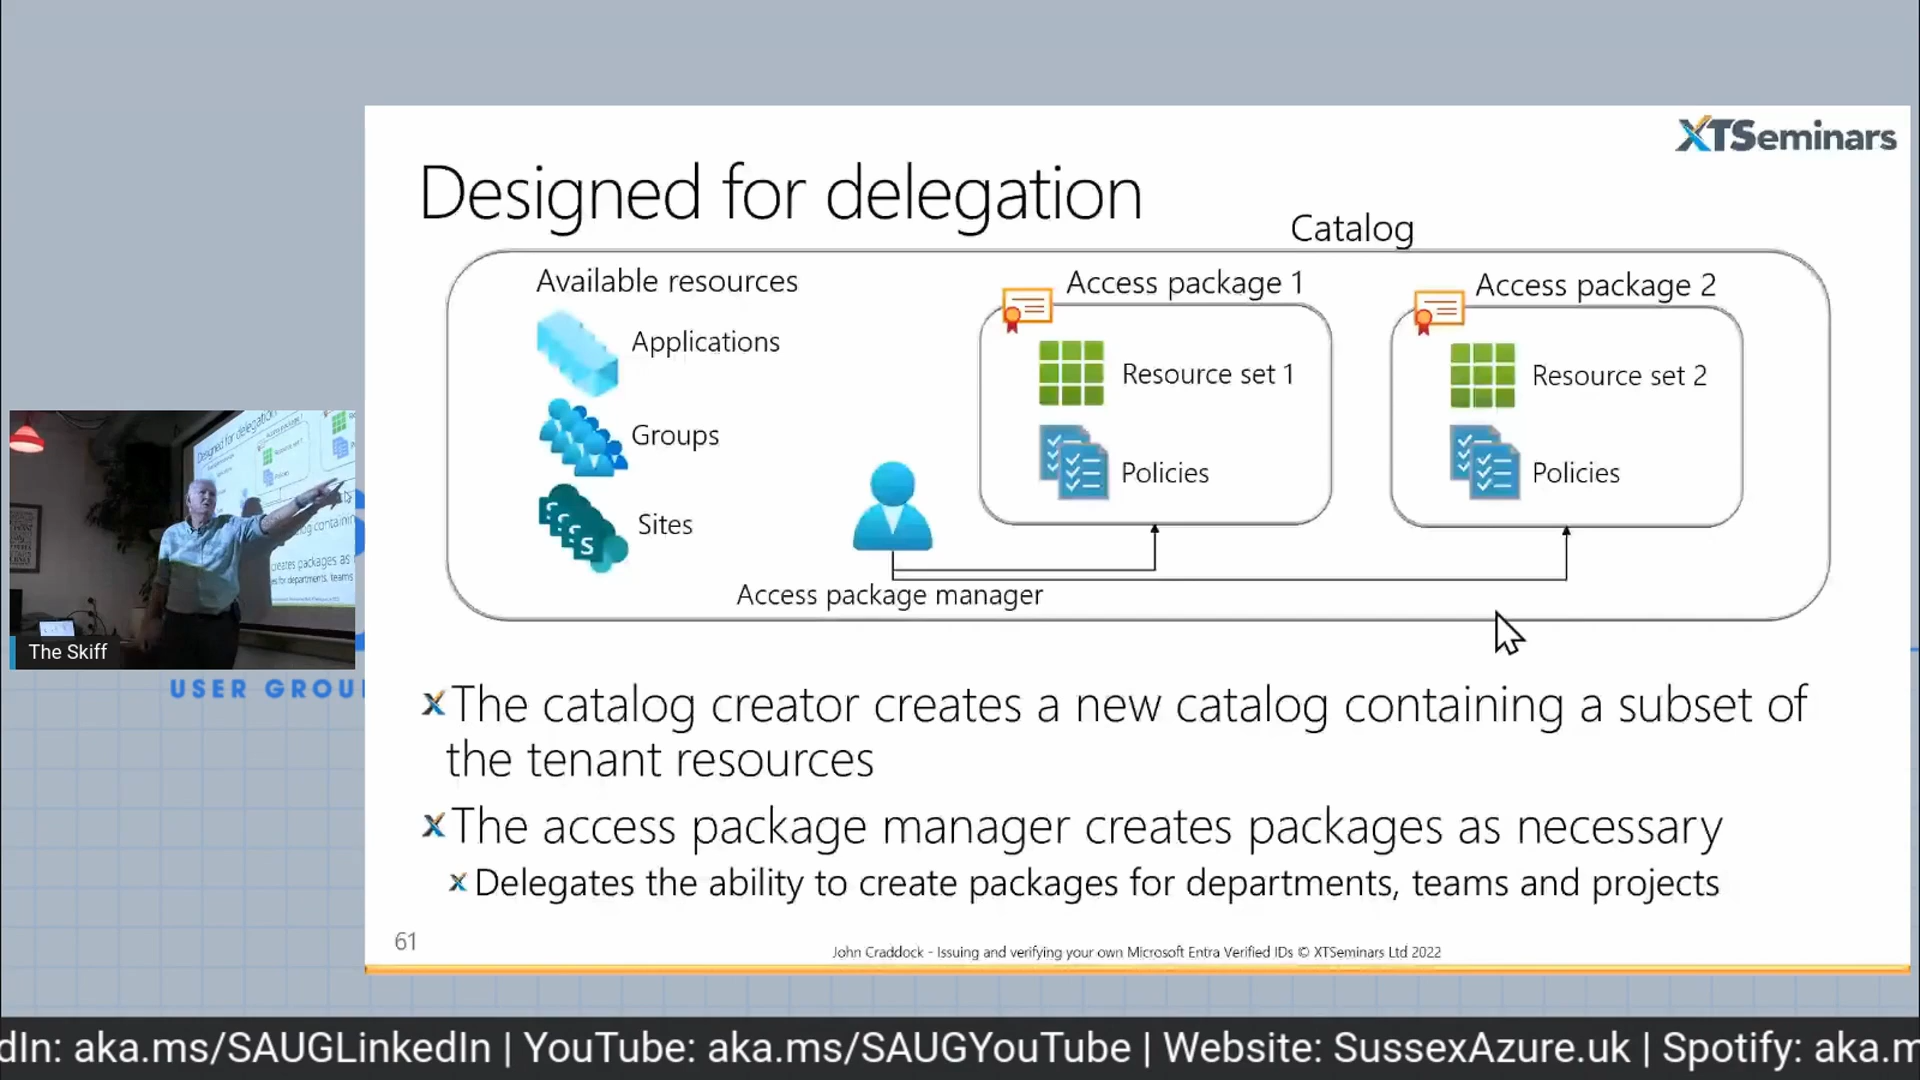 XTSeminars
Designed for delegation
Catalog
Available resources
Applications
Groups
Sites
S
Access package manager
Access package 1
Resource set 1
Policies
Access package 2
Resource set 2
Policies
The catalog creator creates a new catalog containing a subset of
the tenant resources
The access package manager creates packages as necessary
Delegates the ability to create packages for departments, teams and projects
61
John Craddock - Issuing and verifying your own Microsoft Entra Verified IDs © XTSeminars Ltd 2022
Designed for delegation
The Skiff
USER GROU
dIn: aka.ms/SAUGLinkedIn | YouTube: aka.ms/SAUGYouTube | Website: SussexAzure.uk | Spotify: aka.m